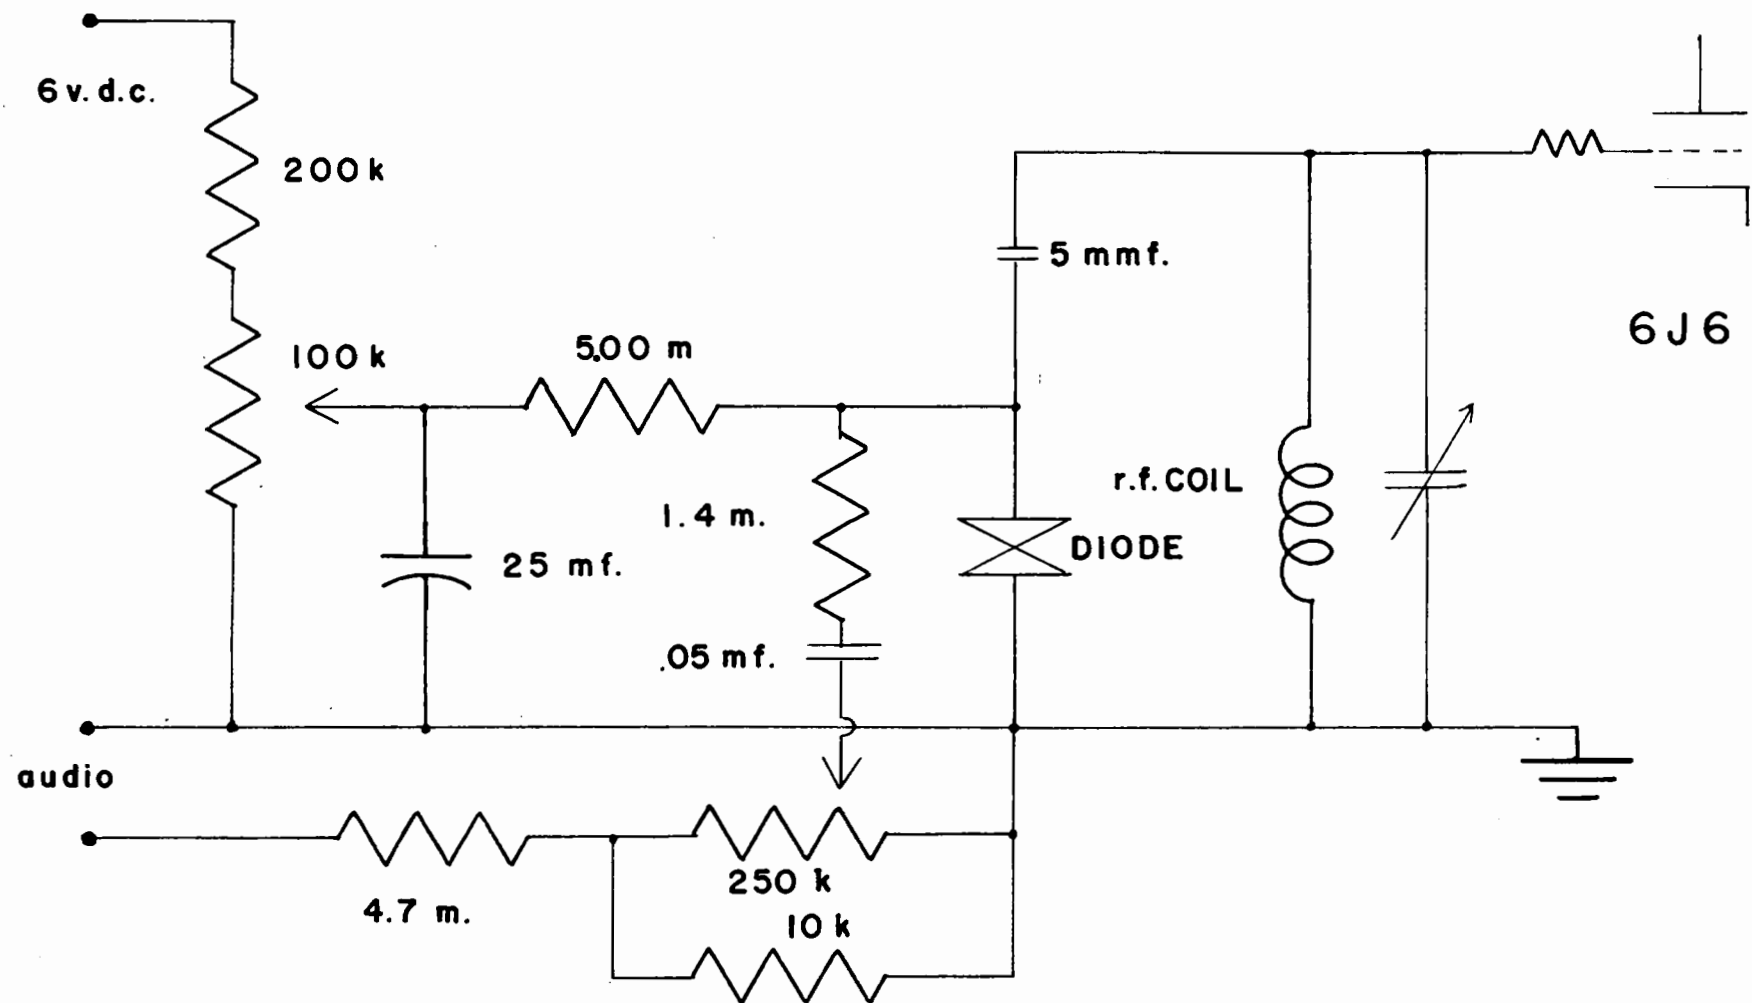 6 v. d. c.
200 k
100 k
5.00 m
5 mmf.
6J6
1.4 m.
r.f. COIL
DIODE
25 mf.
.05 mf.
audio
250 k
4.7 m.
10 k